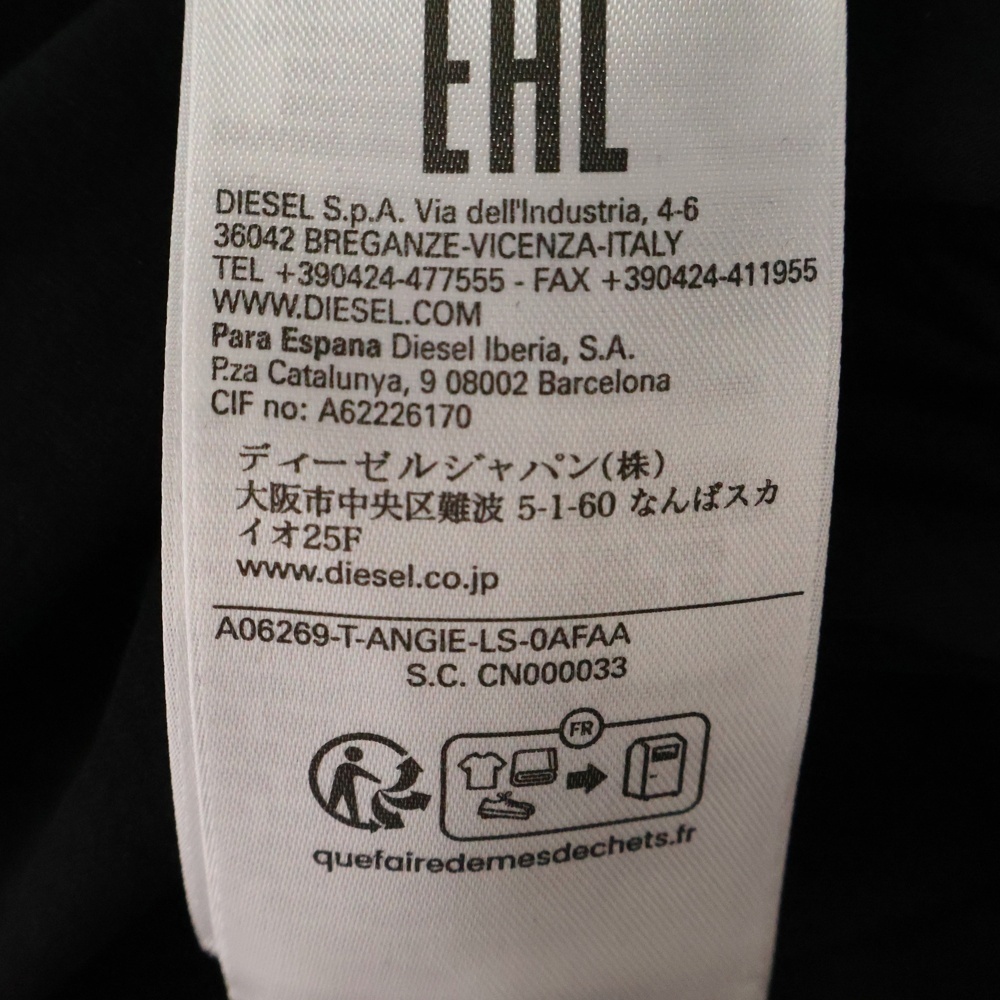 EAC
DIESEL S.p.A. Via dell'Industria, 4-6
36042 BREGANZE-VICENZA-ITALY
TEL +390424-477555 - FAX +390424-411955
WWW.DIESEL.COM
Para Espana Diesel Iberia, S.A.
P.za Catalunya, 9 08002 Barcelona
CIF no: A62226170
ディーゼルジャパン(株)
大阪市中央区難波 5-1-60 なんばスカ
イオ25F
www.diesel.co.jp
A06269-T-ANGIE-LS-0AFAA
S.C. CN000033
FR
quefairedemesdechets.fr